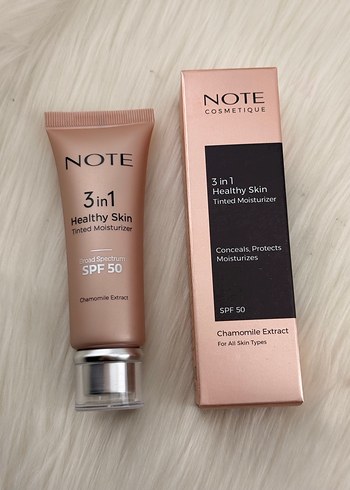 NOTE
3 in 1
Healthy Skin
Tinted Moisturizer
Broad Spectrum
SPF 50
Chamomile Extract
NOTE
COSMETIQUE
3 in 1
Healthy Skin
Tinted Moisturizer
Conceals, Protects
Moisturizes
SPF 50
Chamomile Extract
For All Skin Types